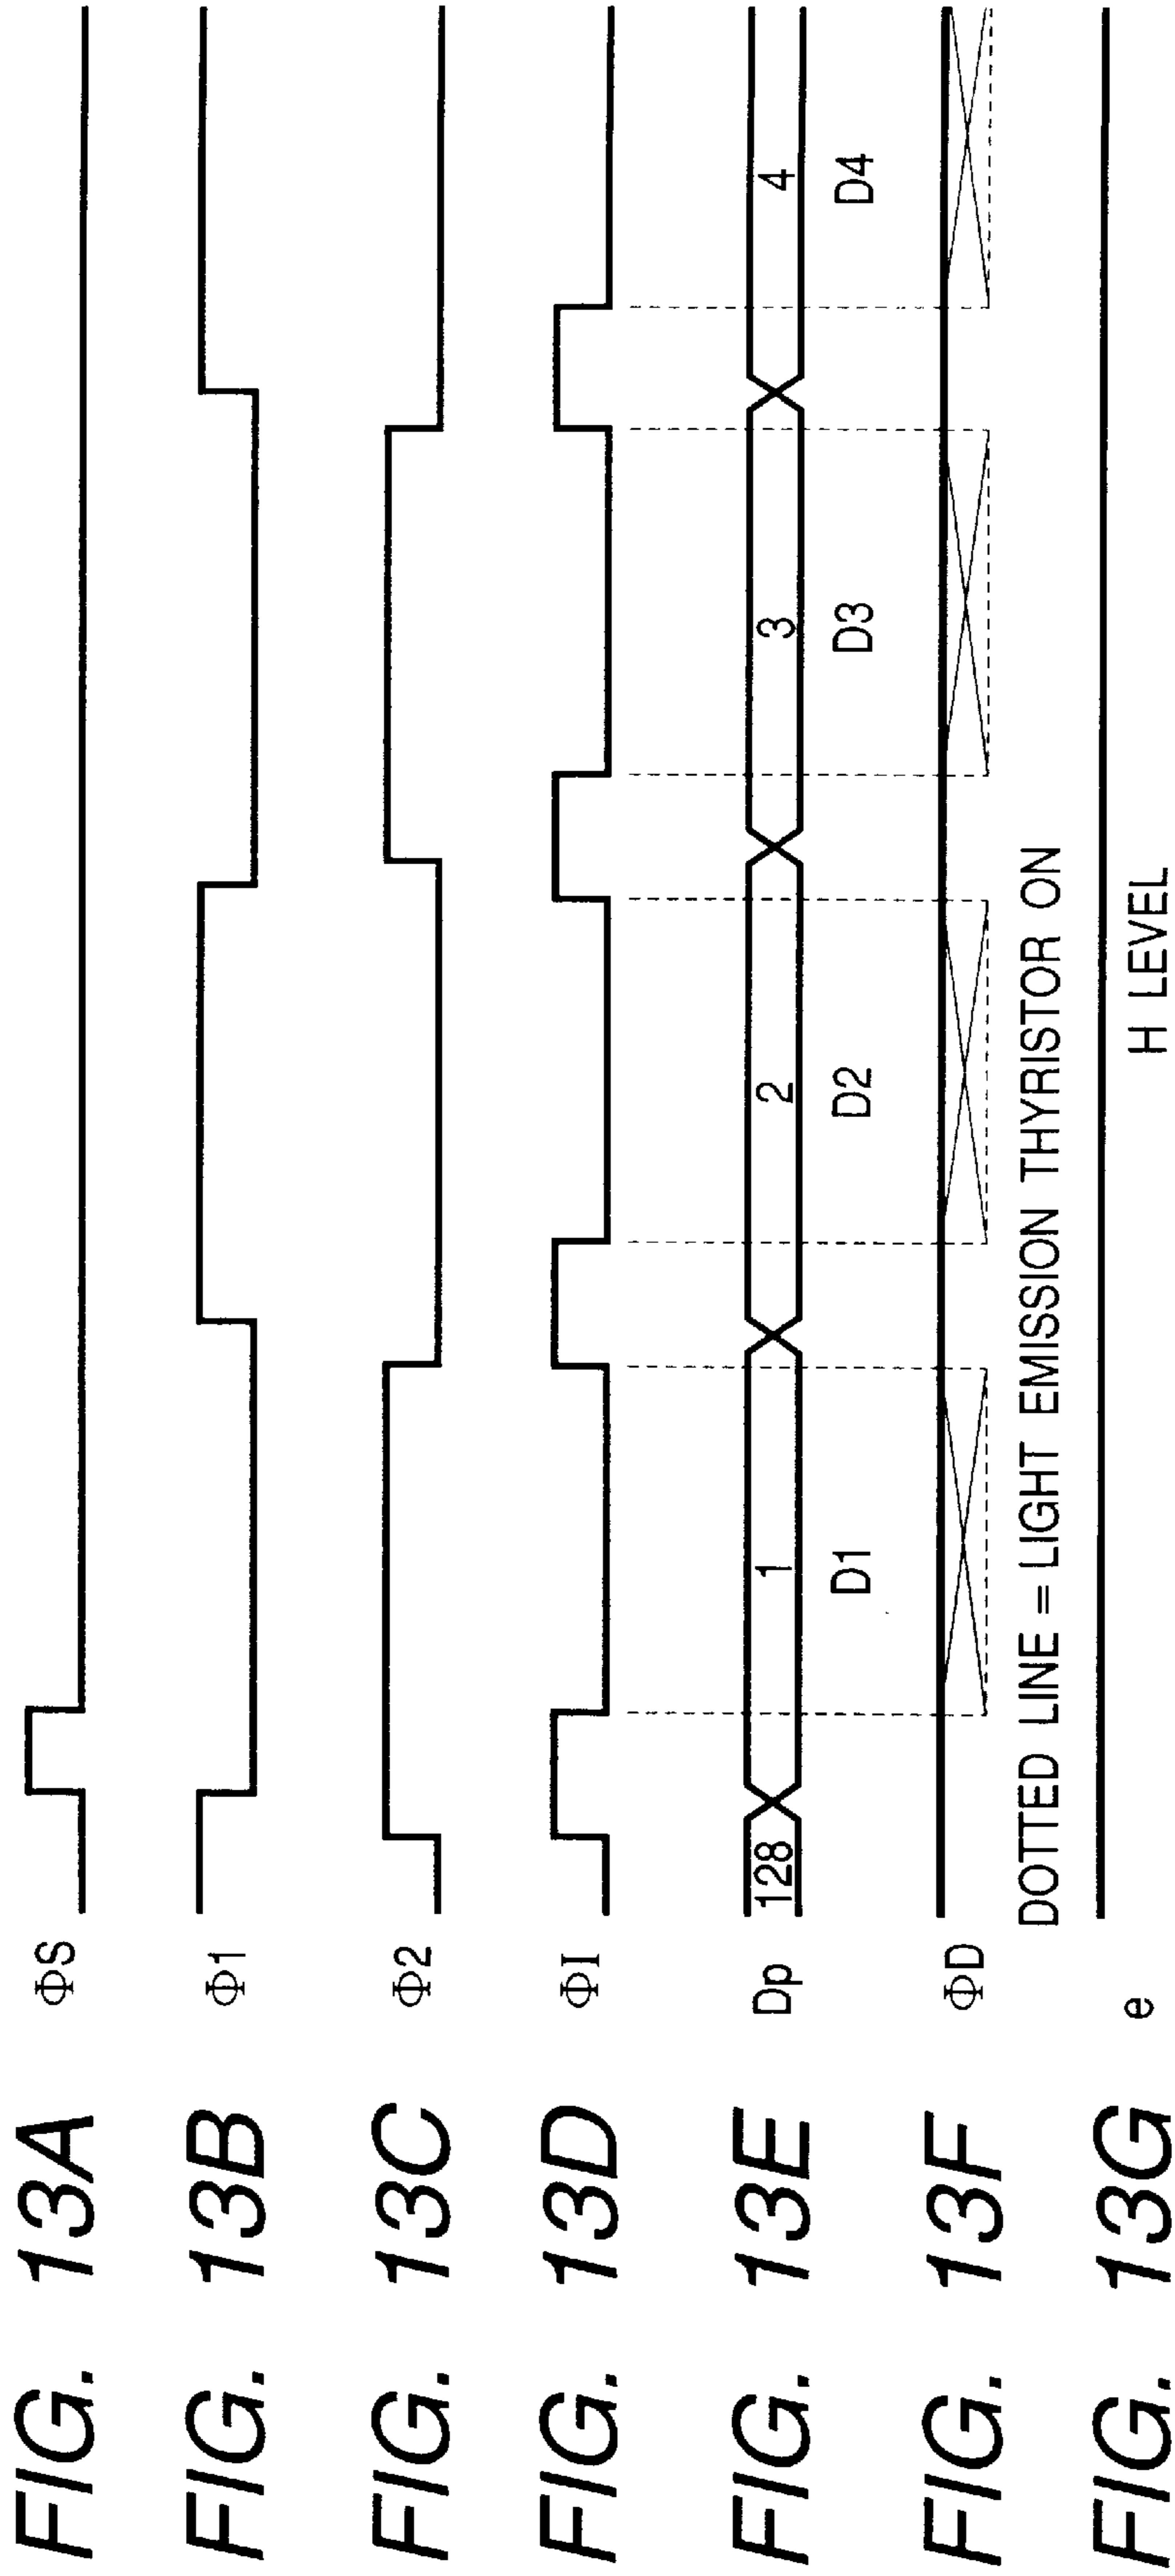 FIG. 13A ΦS
FIG. 13B Φ1
FIG. 13C Φ2
FIG. 13D ΦI
FIG. 13E Dp 128 1 2 3 4
D1 D2 D3 D4
FIG. 13F ΦD
DOTTED LINE = LIGHT EMISSION THYRISTOR ON
FIG. 13G e
H LEVEL